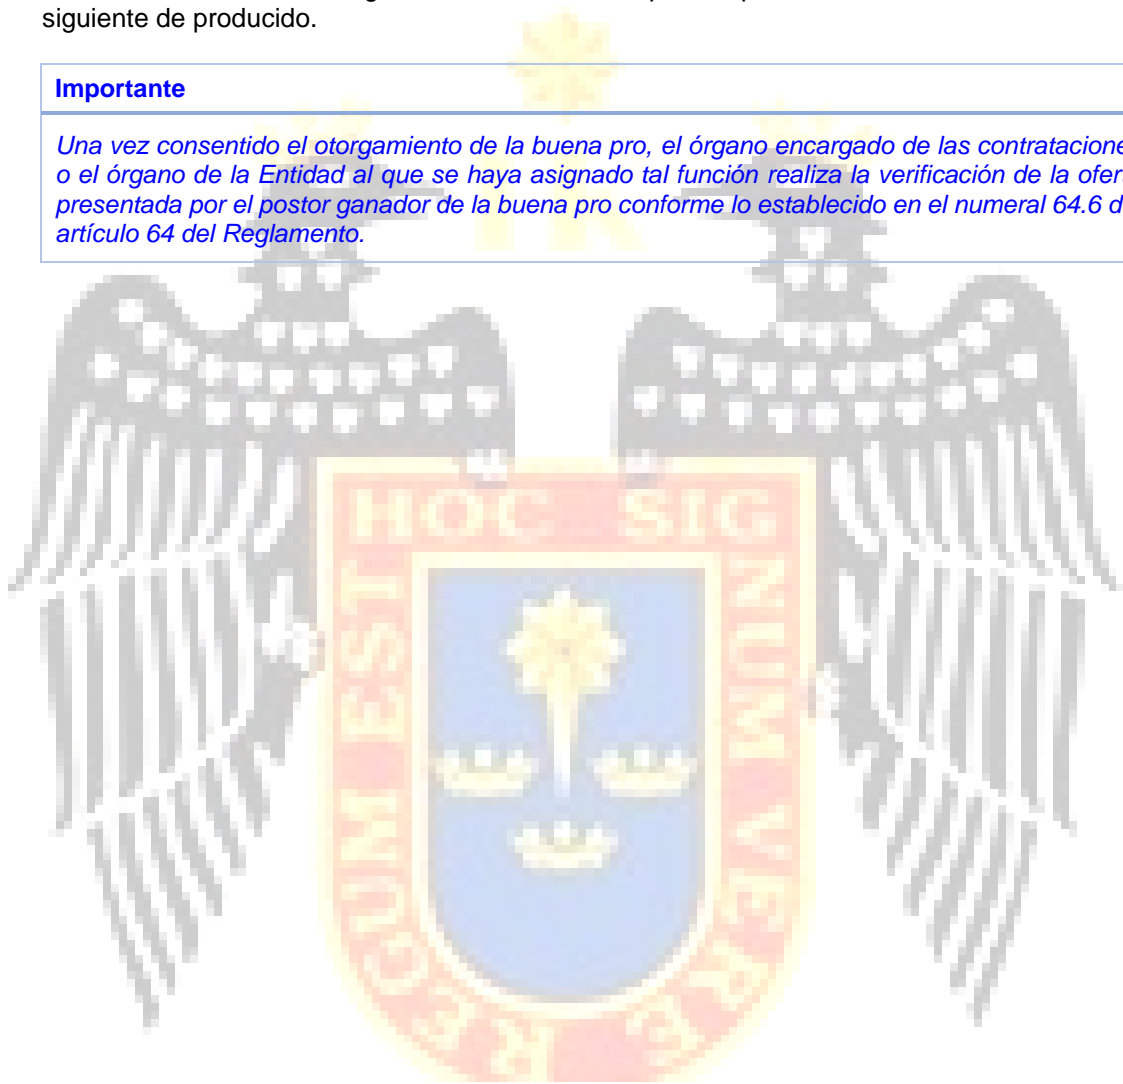 siguiente de producido.
Importante
Una vez consentido el otorgamiento de la buena pro, el órgano encargado de las contratacione
o el órgano de la Entidad al que se haya asignado tal función realiza la verificación de la ofer
presentada por el postor ganador de la buena pro conforme lo establecido en el numeral 64.6 d
artículo 64 del Reglamento.
HOC SIG
NUM VERE
REGUM EST